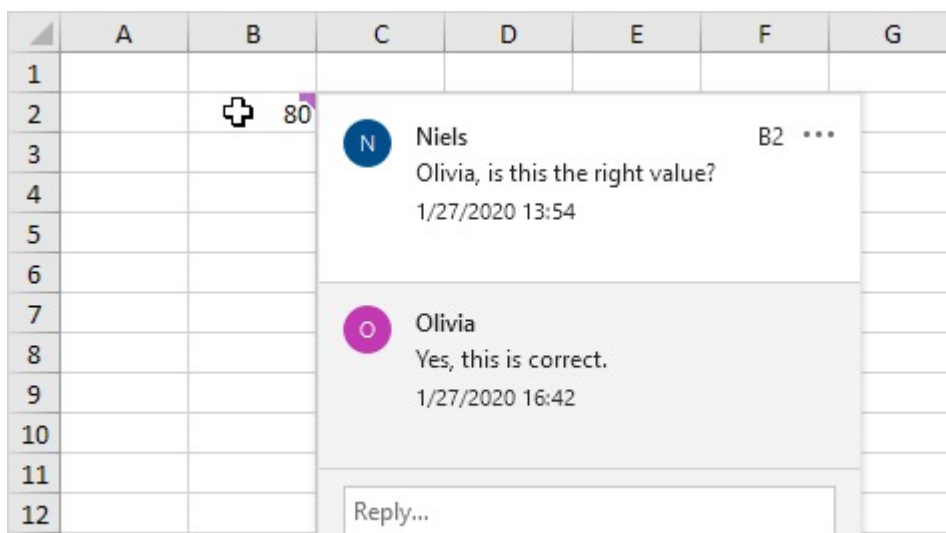 A B C D E F G
1
2 80
3
4
5
6
7
8
9
10
11
12
N Niels B2 •••
Olivia, is this the right value?
1/27/2020 13:54
O Olivia
Yes, this is correct.
1/27/2020 16:42
Reply...